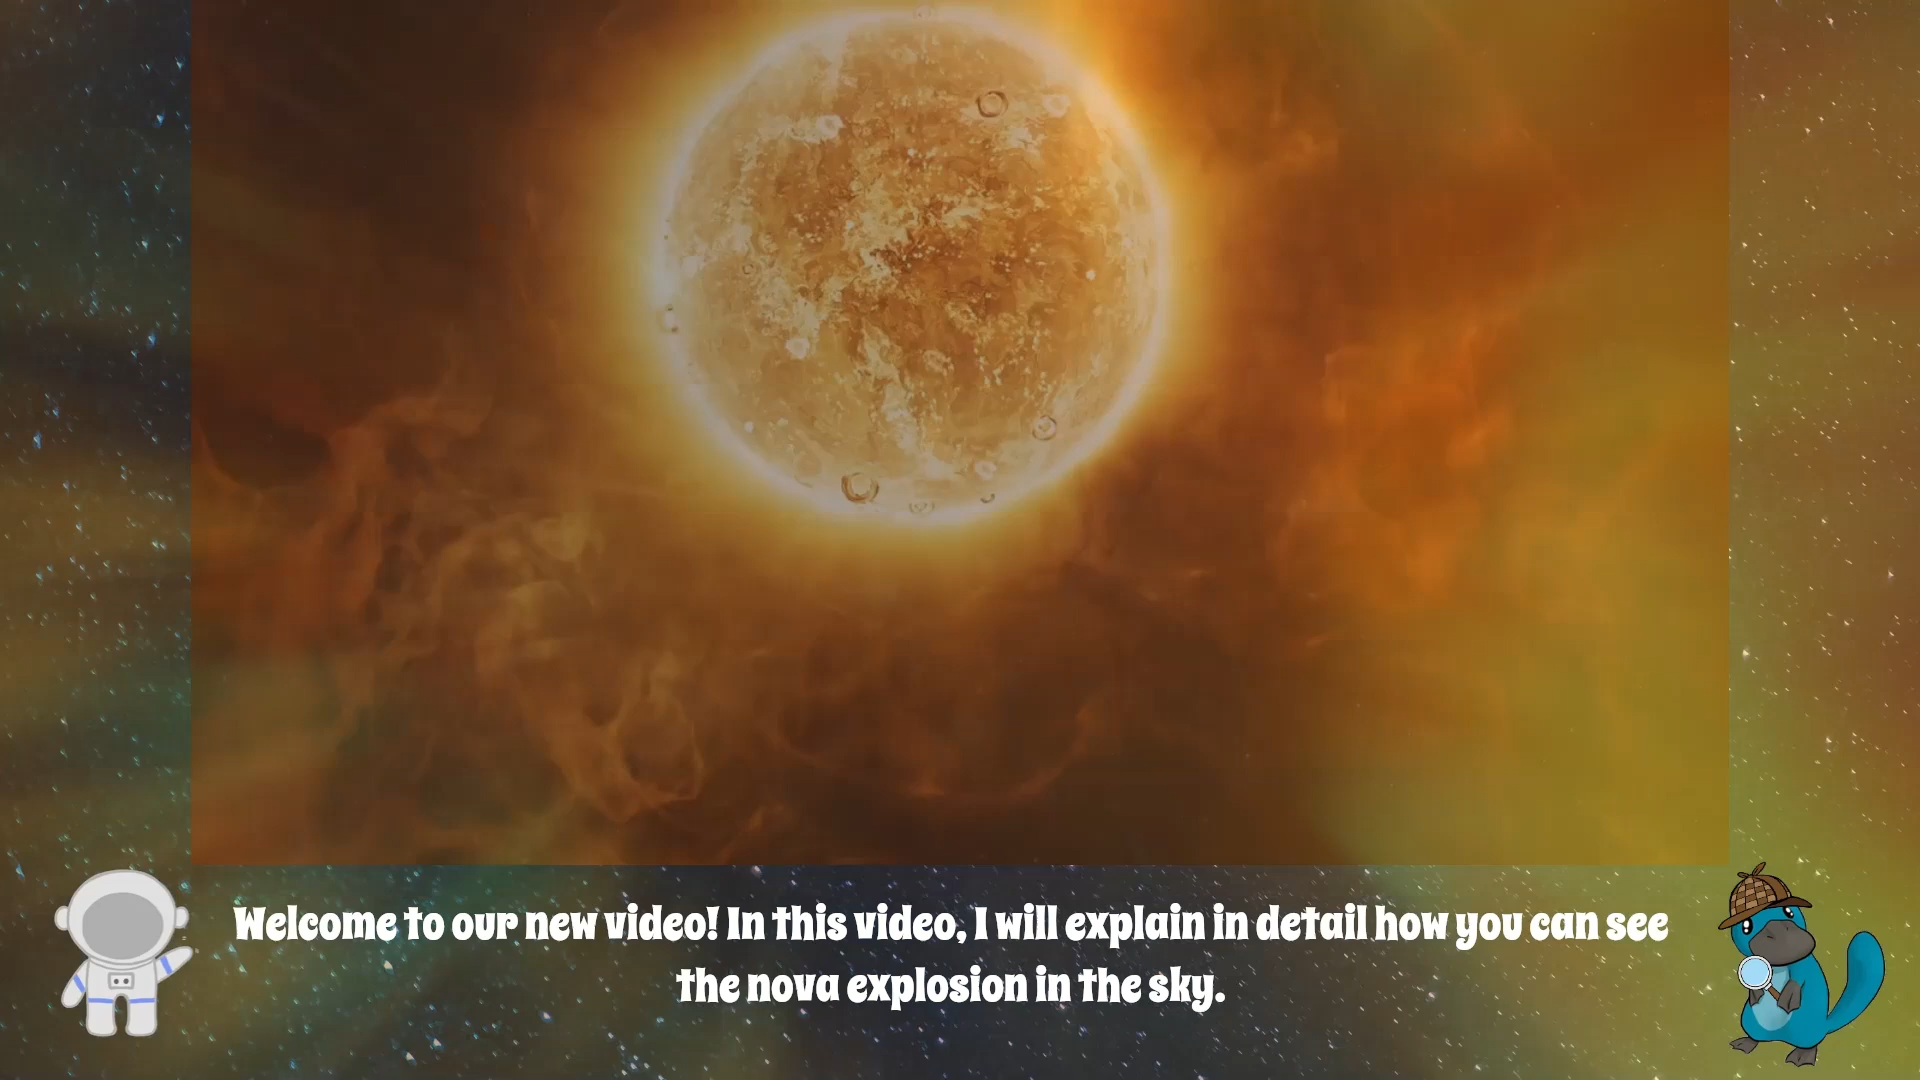 Welcome to our new video! In this video, I will explain in detail how you can see
the nova explosion in the sky.